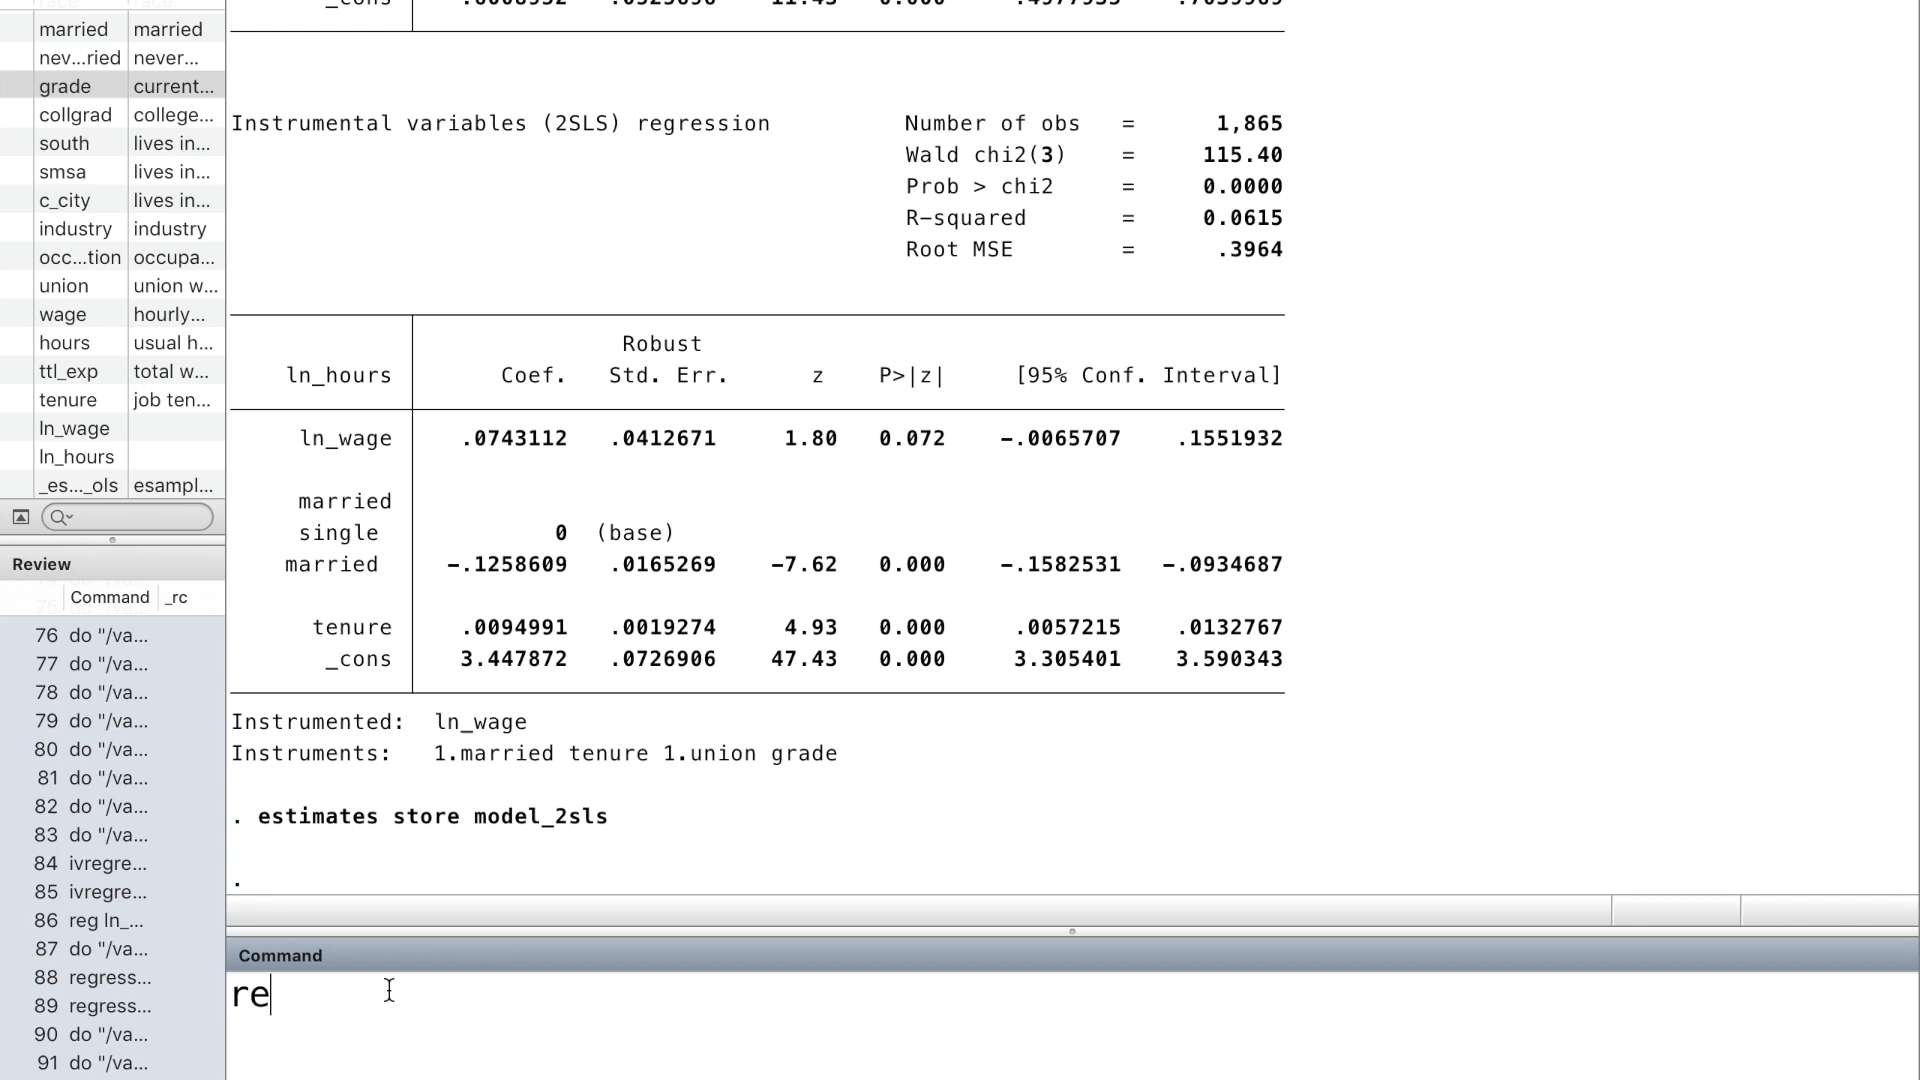 married married
nev...ried never...
grade current...
collgrad college...
south lives in...
smsa lives in...
c_city lives in...
industry industry
occ...tion occupa...
union union w...
wage hourly...
hours usual h...
ttl_exp total w...
tenure job ten...
ln_wage
ln_hours
_es..._ols esampl...
Review
Command _rc
76 do "/va...
77 do "/va...
78 do "/va...
79 do "/va...
80 do "/va...
81 do "/va...
82 do "/va...
83 do "/va...
84 ivregre...
85 ivregre...
86 reg ln_...
87 do "/va...
88 regress...
89 regress...
90 do "/va...
91 do "/va...
_cons
Instrumental variables (2SLS) regression Number of obs = 1,865
Wald chi2(3) = 115.40
Prob > chi2 = 0.0000
R-squared = 0.0615
Root MSE = .3964
Robust
ln_hours Coef. Std. Err. z P>|z| [95% Conf. Interval]
ln_wage .0743112 .0412671 1.80 0.072 -.0065707 .1551932
married
single 0 (base)
married -.1258609 .0165269 -7.62 0.000 -.1582531 -.0934687
tenure .0094991 .0019274 4.93 0.000 .0057215 .0132767
_cons 3.447872 .0726906 47.43 0.000 3.305401 3.590343
Instrumented: ln_wage
Instruments: 1.married tenure 1.union grade
. estimates store model_2sls
.
Command
re